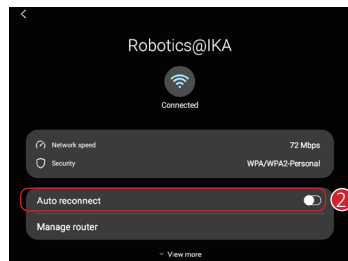 Robotics@IKA
Connected
Network speed 72 Mbps
Security WPA/WPA2-Personal
Auto reconnect 2
Manage router
View more